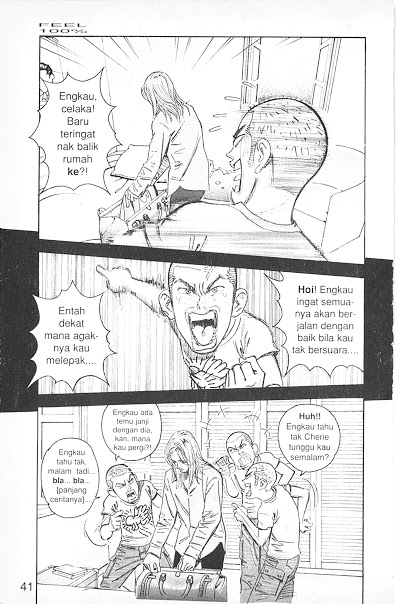 FEEL
100%
Engkau,
celaka!
Baru
teringat
nak balik
rumah
ke?!
Entah
dekat
mana agak-
nya kau
melepak....
Hoi! Engkau
ingat semua-
nya akan ber-
jalan dengan
baik bila kau
tak bersuara....
Engkau
tahu tak,
malam tadi...
bla... bla...
[panjang
ceritanya]....
Engkau ada
temu janji
dengan dia,
kan, mana
kau pergi?!
Huh!!
Engkau tahu
tak Cherie
tunggu kau
semalam?
41